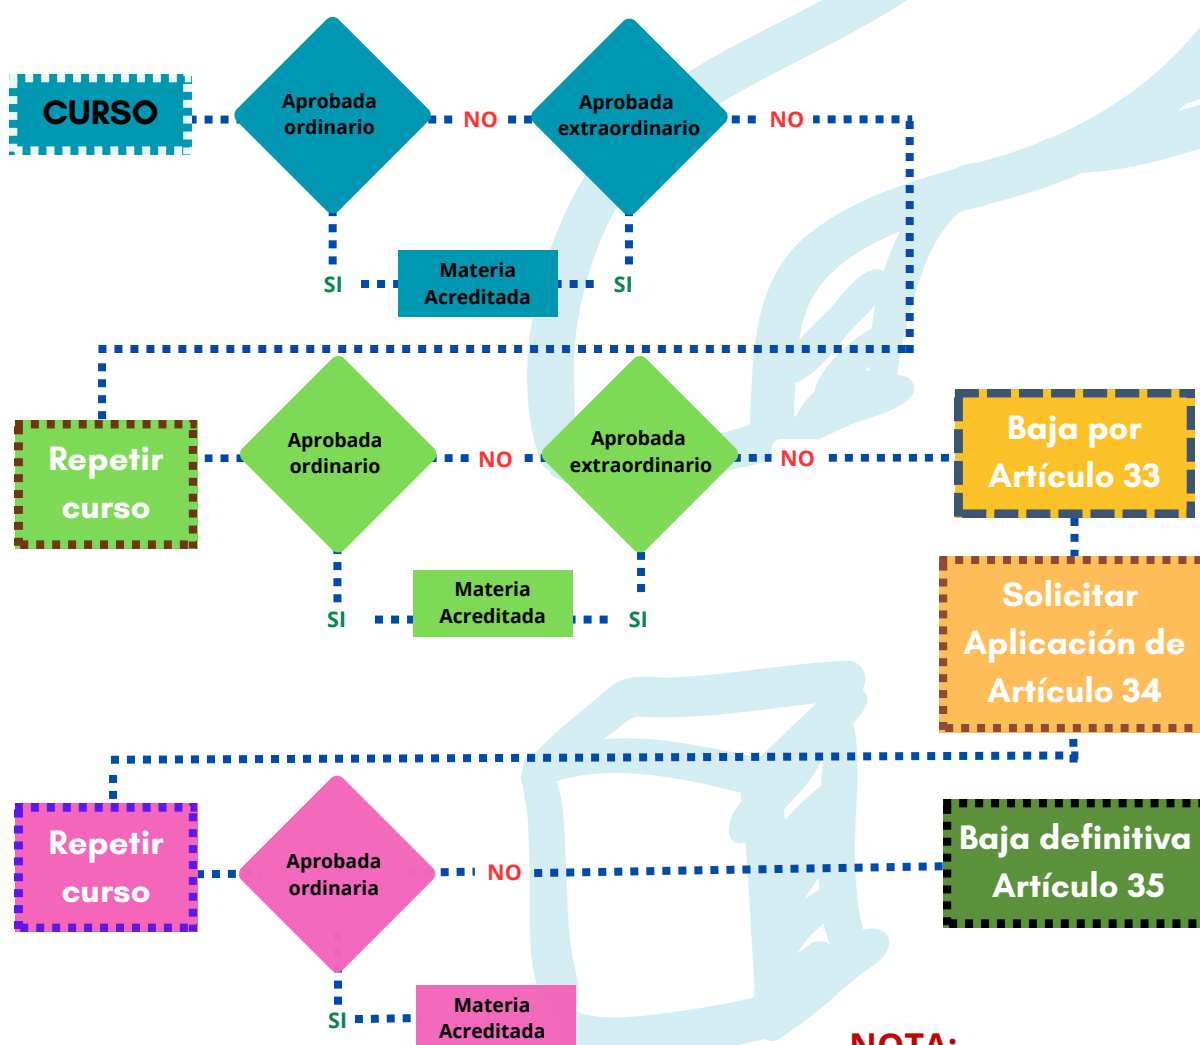 CURSO
Aprobada
ordinario
NO
Aprobada
extraordinario
NO
SI
Materia
Acreditada
SI
Repetir
curso
Aprobada
ordinario
NO
Aprobada
extraordinario
NO
Baja por
Artículo 33
SI
Materia
Acreditada
SI
Solicitar
Aplicación de
Artículo 34
Repetir
curso
Aprobada
ordinaria
NO
Baja definitiva
Artículo 35
SI
Materia
Acreditada
NOTA: